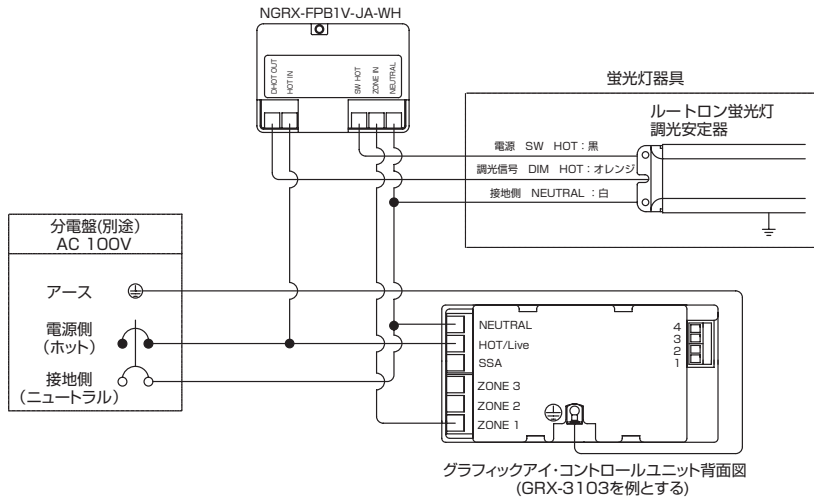 NGRX-FPB1V-JA-WH
DHOT OUT
HOT IN
SW HOT
ZONE IN
NEUTRAL
蛍光灯器具
ルートロン蛍光灯
調光安定器
電源 SW HOT：黒
調光信号 DIM HOT：オレンジ
接地側 NEUTRAL：白
分電盤(別途)
AC 100V
アース
電源側
（ホット）
接地側
（ニュートラル）
NEUTRAL
HOT/Live
SSA
ZONE 3
ZONE 2
ZONE 1
4
3
2
1
グラフィックアイ・コントロールユニット背面図
(GRX-3103を例とする)